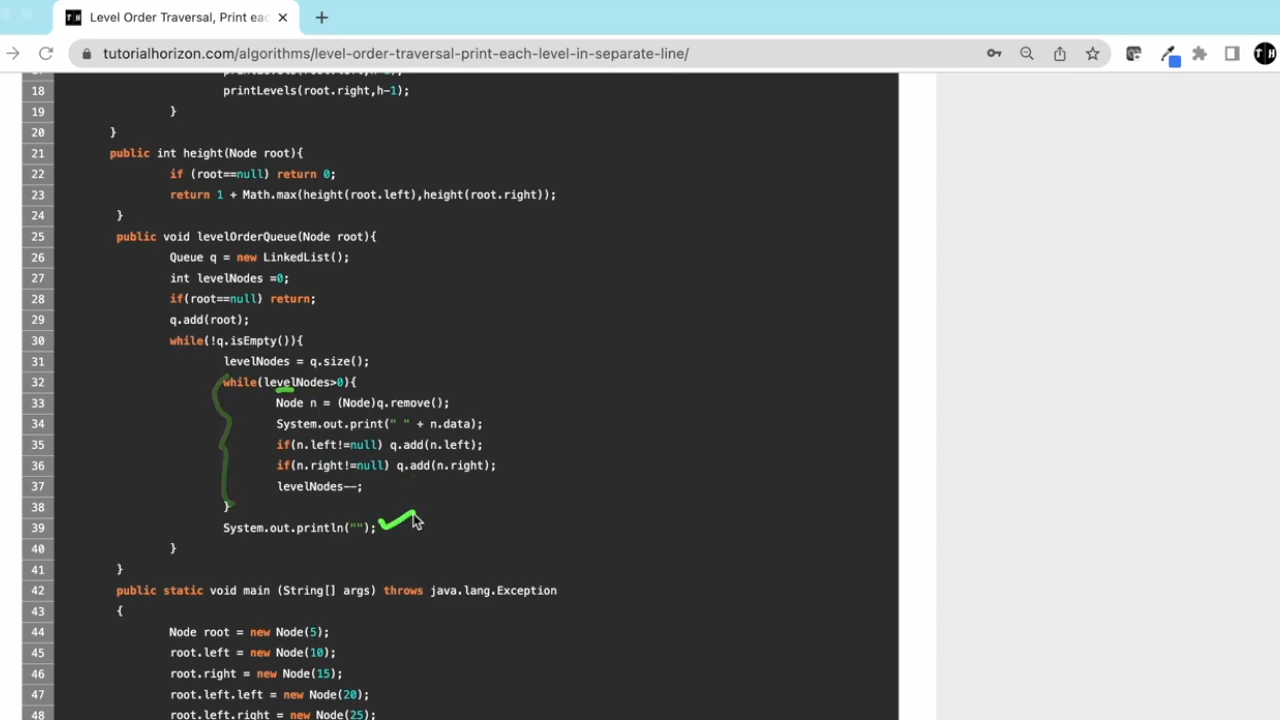 Level Order Traversal, Print eac
tutorialhorizon.com/algorithms/level-order-traversal-print-each-level-in-separate-line/
18 printLevels(root.right,h-1);
19 }
20 }
21 public int height(Node root){
22 if (root==null) return 0;
23 return 1 + Math.max(height(root.left),height(root.right));
24 }
25 public void levelOrderQueue(Node root){
26 Queue q = new LinkedList();
27 int levelNodes =0;
28 if(root==null) return;
29 q.add(root);
30 while(!q.isEmpty()){
31 levelNodes = q.size();
32 while(levelNodes>0){
33 Node n = (Node)q.remove();
34 System.out.print(" " + n.data);
35 if(n.left!=null) q.add(n.left);
36 if(n.right!=null) q.add(n.right);
37 levelNodes--;
38 }
39 System.out.println("");
40 }
41 }
42 public static void main (String[] args) throws java.lang.Exception
43 {
44 Node root = new Node(5);
45 root.left = new Node(10);
46 root.right = new Node(15);
47 root.left.left = new Node(20);
48 root.left.right = new Node(25);